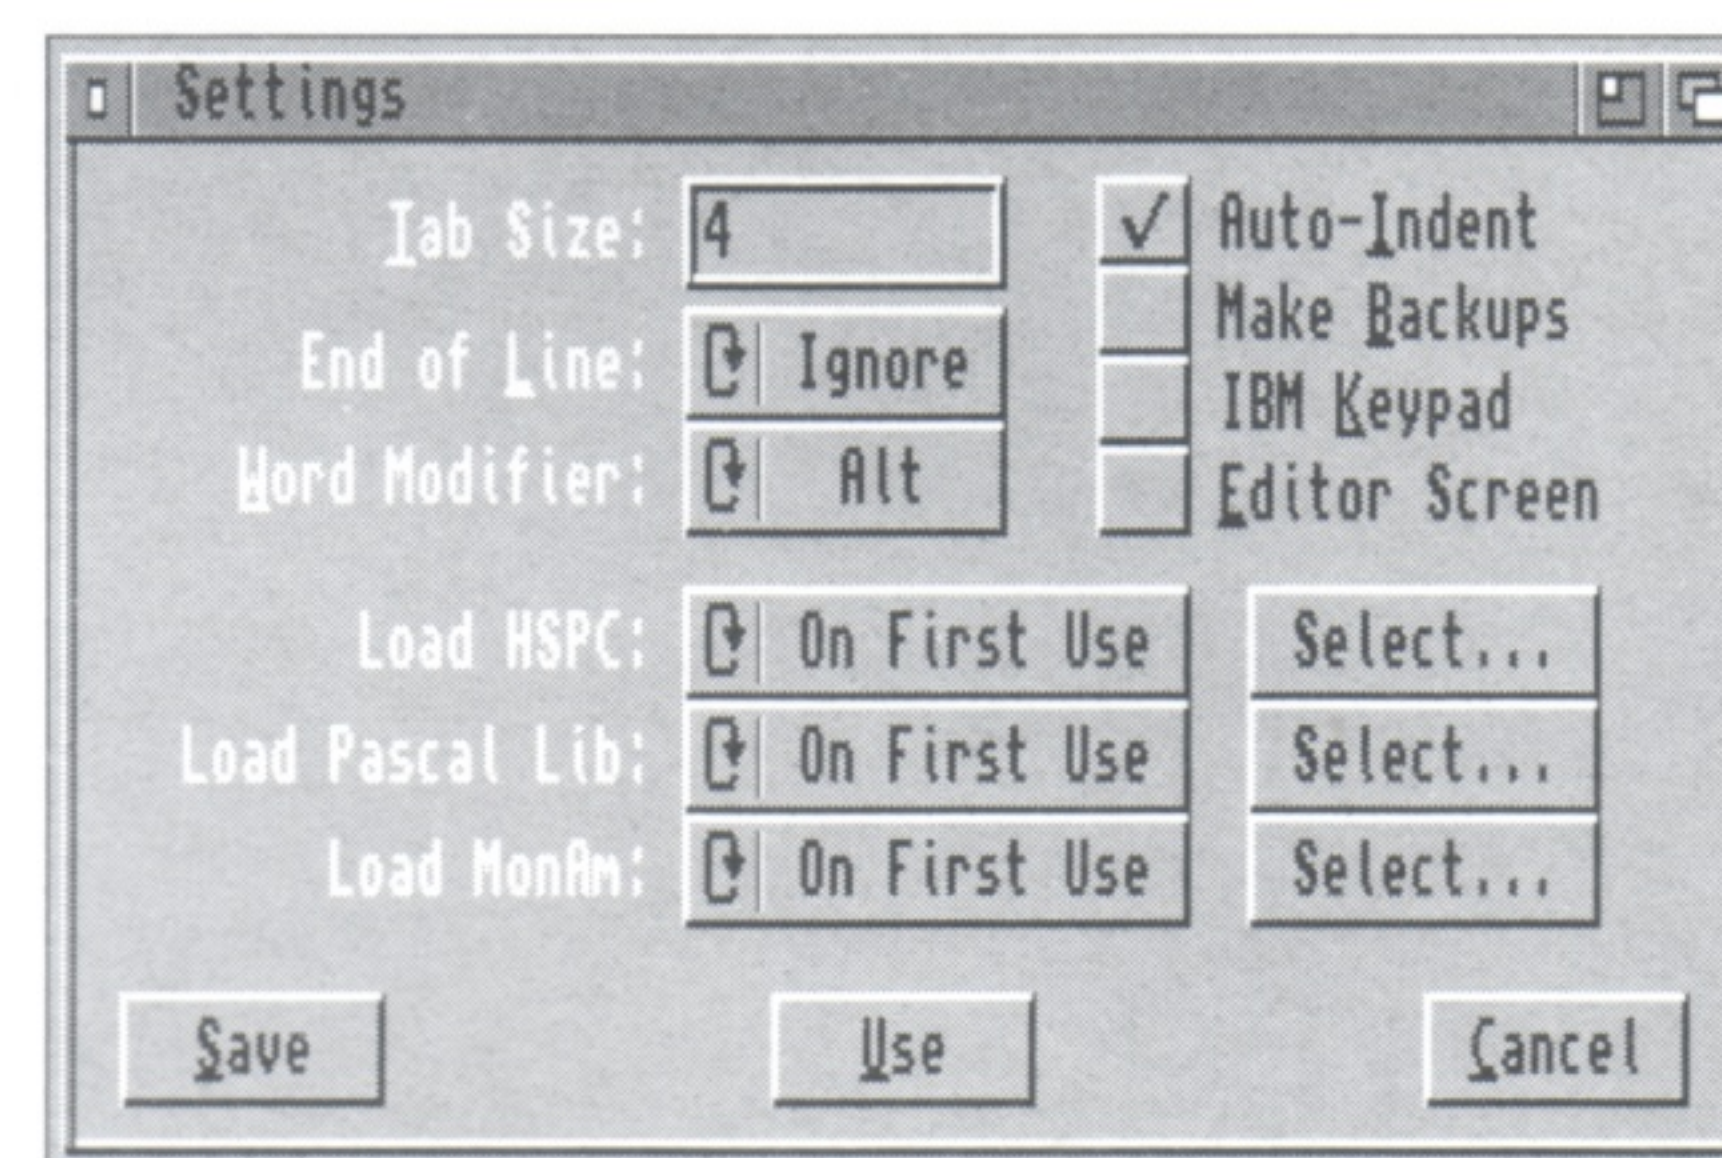 Settings
Tab Size: 4
End of Line: Ignore
Word Modifier: Alt
Auto-Indent
Make Backups
IBM Keypad
Editor Screen
Load HSPC: On First Use Select...
Load Pascal Lib: On First Use Select...
Load MonAm: On First Use Select...
Save Use Cancel